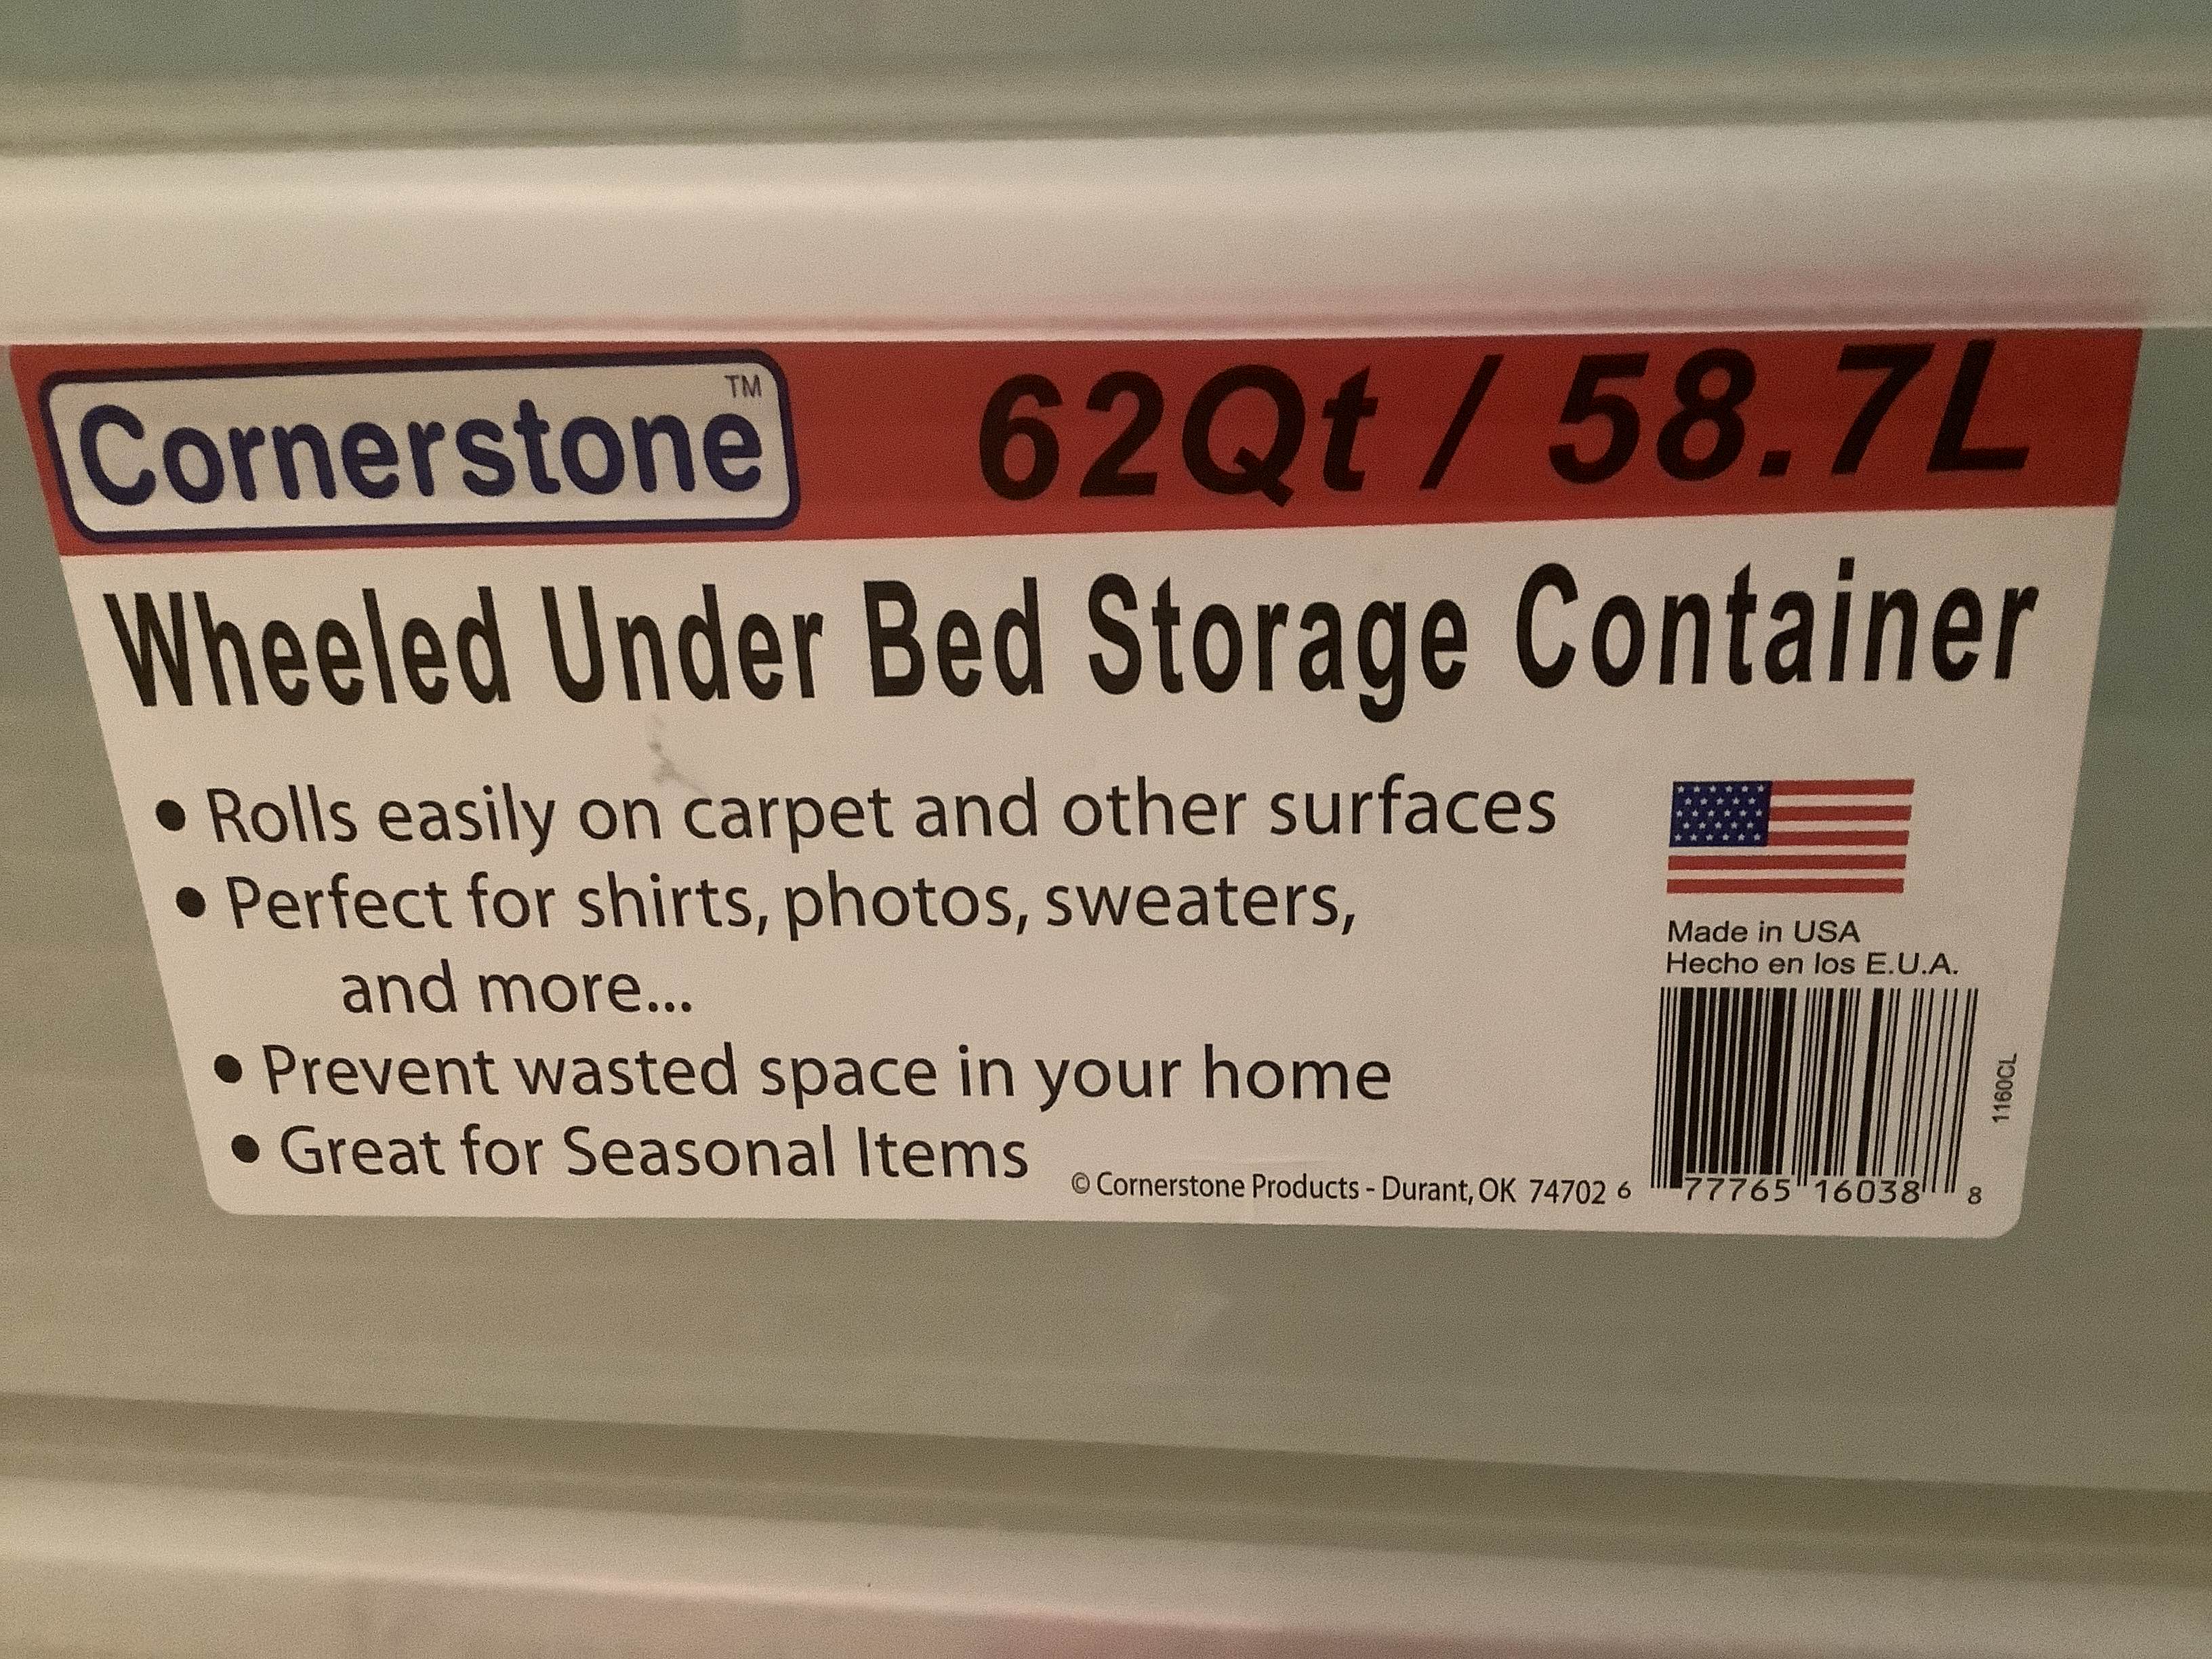 Cornerstone™ 62Qt / 58.7L
Wheeled Under Bed Storage Container
• Rolls easily on carpet and other surfaces
• Perfect for shirts, photos, sweaters,
and more...
• Prevent wasted space in your home
• Great for Seasonal Items
Made in USA
Hecho en los E.U.A.
1160CL
© Cornerstone Products - Durant, OK 74702
6 77765 16038 8